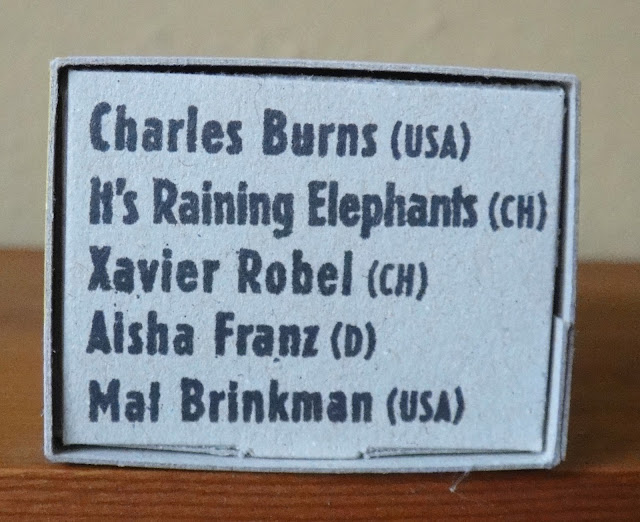 Charles Burns (USA)
It's Raining Elephants (CH)
Xavier Robel (CH)
Aisha Franz (D)
Mat Brinkman (USA)